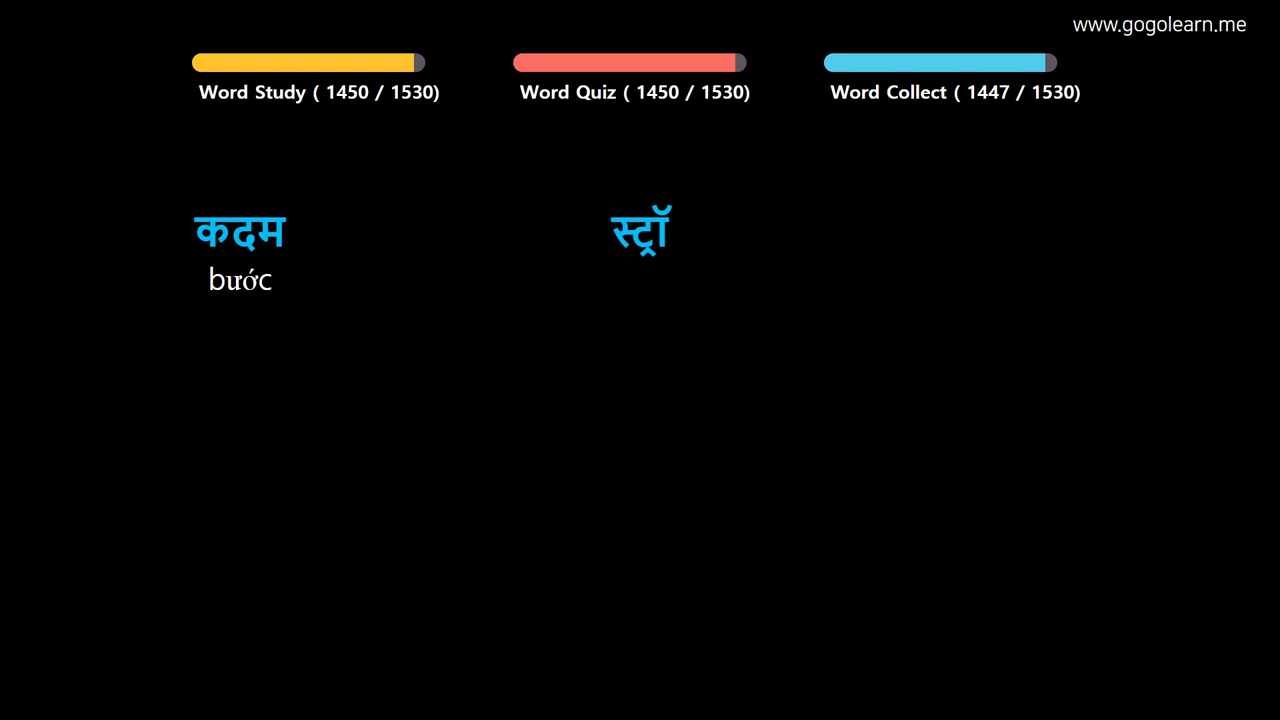 www.gogolearn.me
Word Study ( 1450 / 1530)
Word Quiz ( 1450 / 1530)
Word Collect ( 1447 / 1530)
कदम
स्ट्रॉ
bước